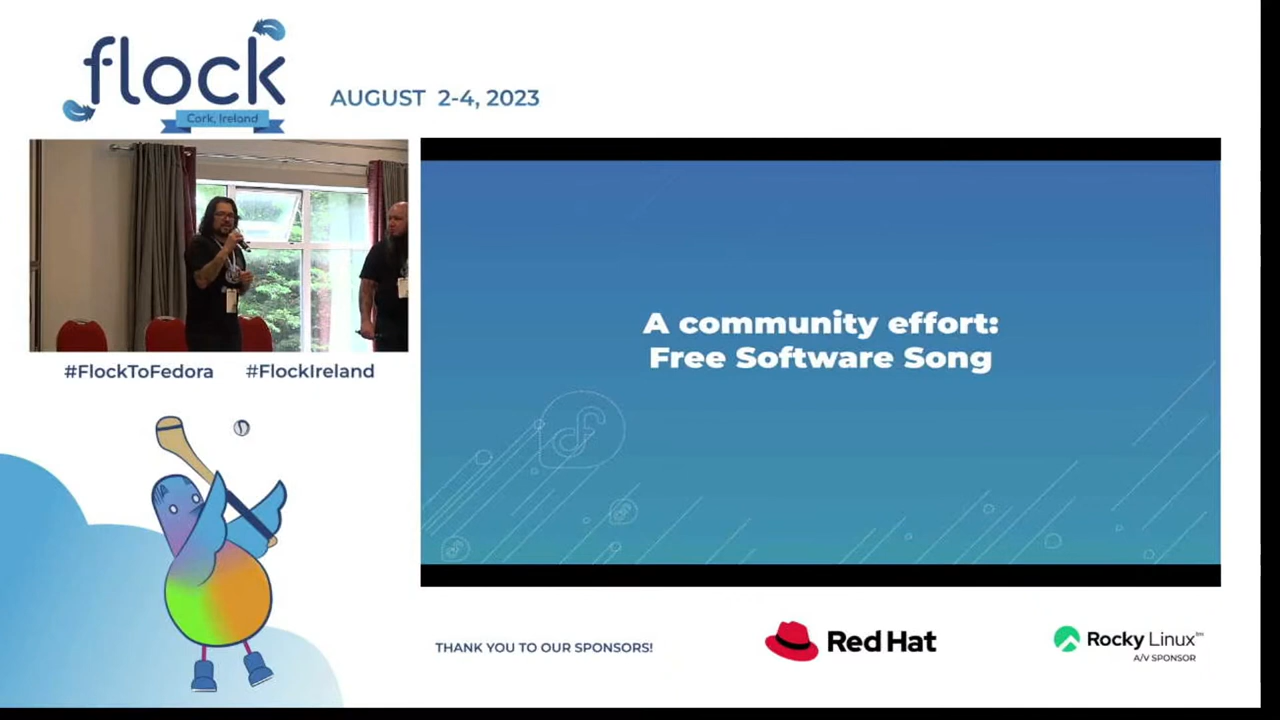 flock
Cork, Ireland
AUGUST 2-4, 2023
A community effort:
Free Software Song
#FlockToFedora #FlockIreland
THANK YOU TO OUR SPONSORS!
Red Hat
Rocky Linux™
A/V SPONSOR